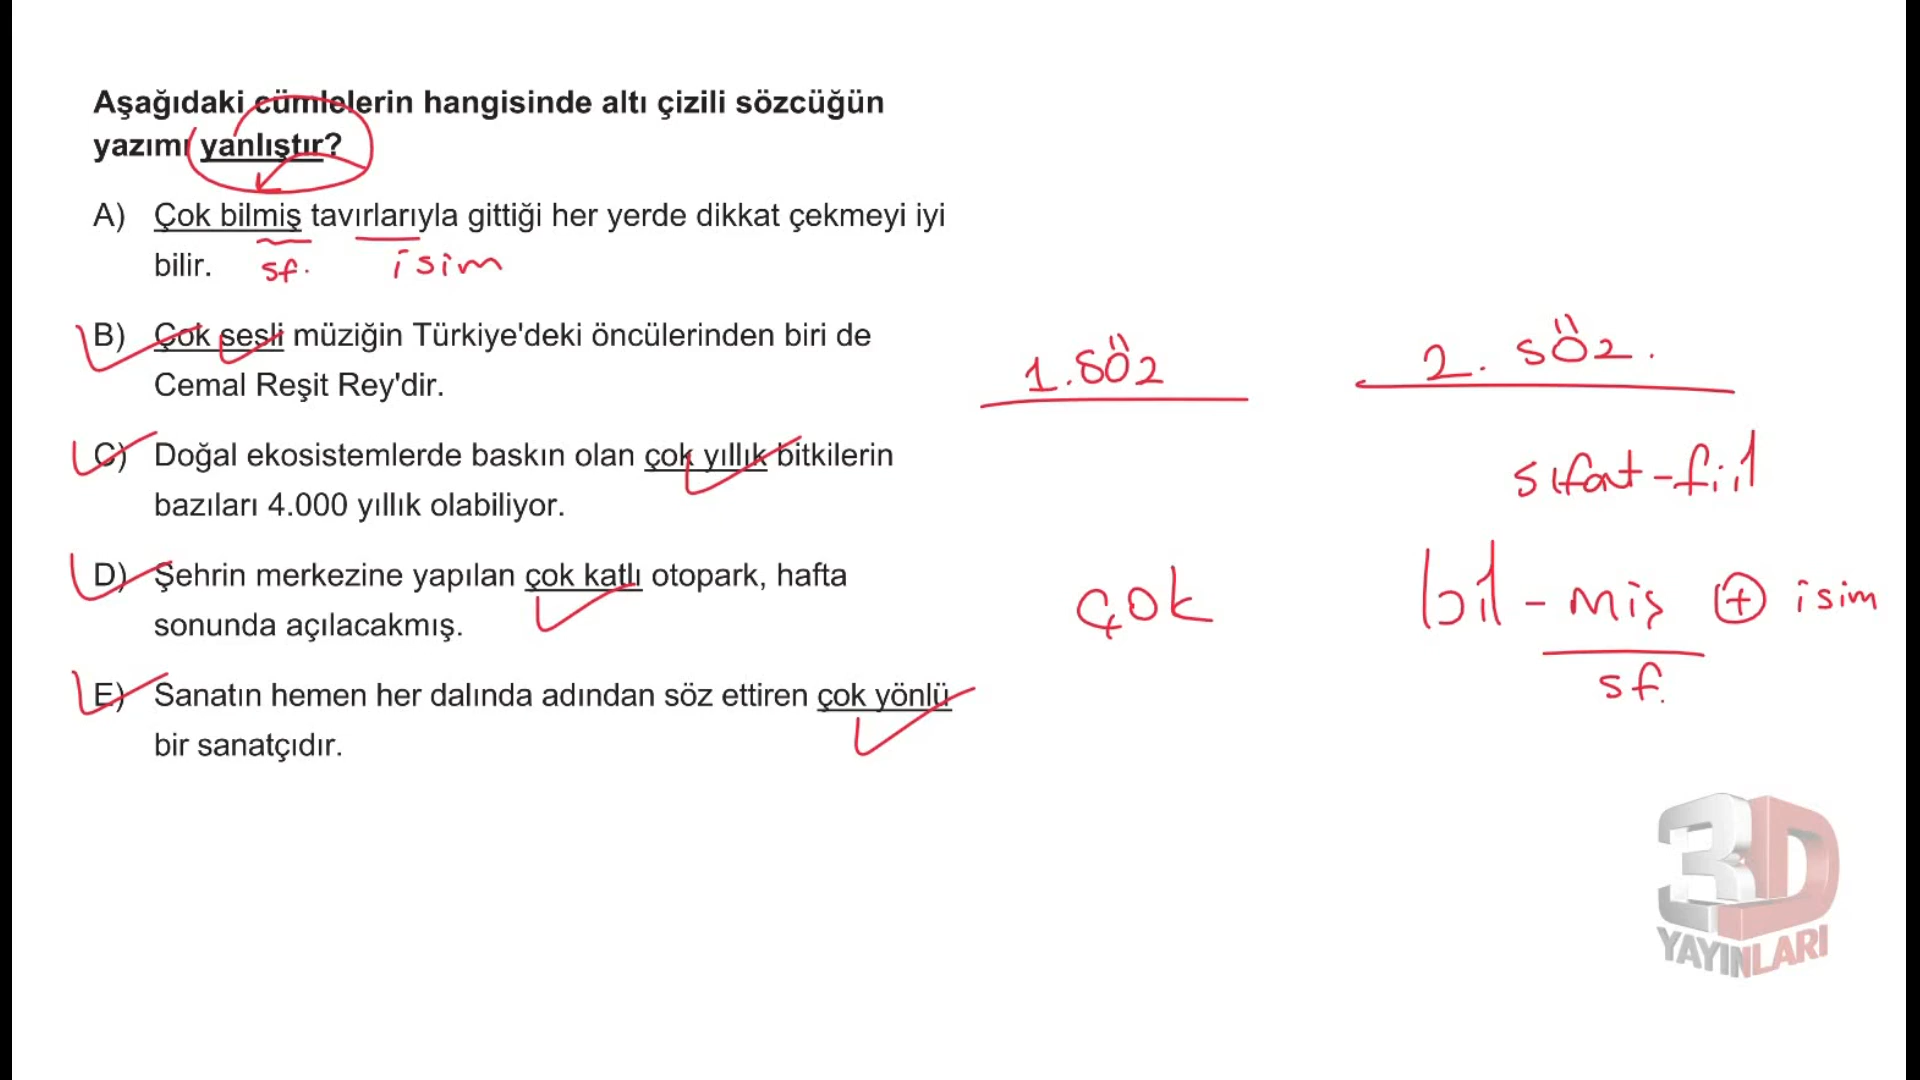 Aşağıdaki cümlelerin hangisinde altı çizili sözcüğün
yazımı yanlıştır?
A) Çok bilmiş tavırlarıyla gittiği her yerde dikkat çekmeyi iyi
bilir.
sf. isim
B) Çok sesli müziğin Türkiye'deki öncülerinden biri de
Cemal Reşit Rey'dir.
C) Doğal ekosistemlerde baskın olan çok yıllık bitkilerin
bazıları 4.000 yıllık olabiliyor.
D) Şehrin merkezine yapılan çok katlı otopark, hafta
sonunda açılacakmış.
E) Sanatın hemen her dalında adından söz ettiren çok yönlü
bir sanatçıdır.
1. söz 2. söz.
sıfat-fiil
çok bil - miş + isim
sf.
3D
YAYINLARI